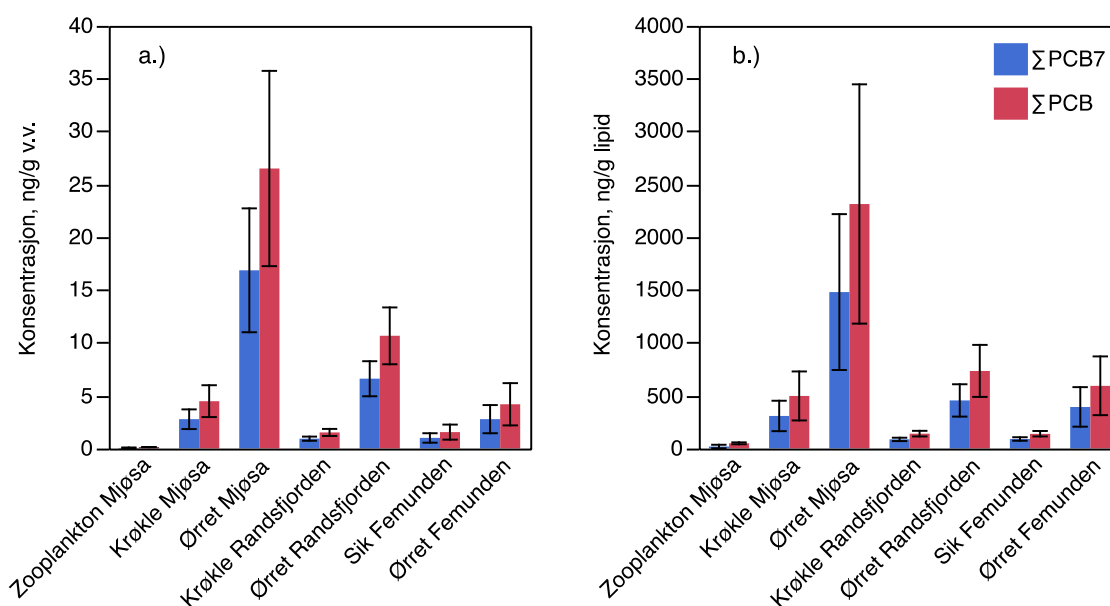 a.)
Konsentrasjon, ng/g v.v.
40
35
30
25
20
15
10
5
0
Zooplankton Mjøsa
Krøkle Mjøsa
Ørret Mjøsa
Krøkle Randsfjorden
Ørret Randsfjorden
Sik Femunden
Ørret Femunden
b.)
∑PCB7
∑PCB
Konsentrasjon, ng/g lipid
4000
3500
3000
2500
2000
1500
1000
500
0
Zooplankton Mjøsa
Krøkle Mjøsa
Ørret Mjøsa
Krøkle Randsfjorden
Ørret Randsfjorden
Sik Femunden
Ørret Femunden